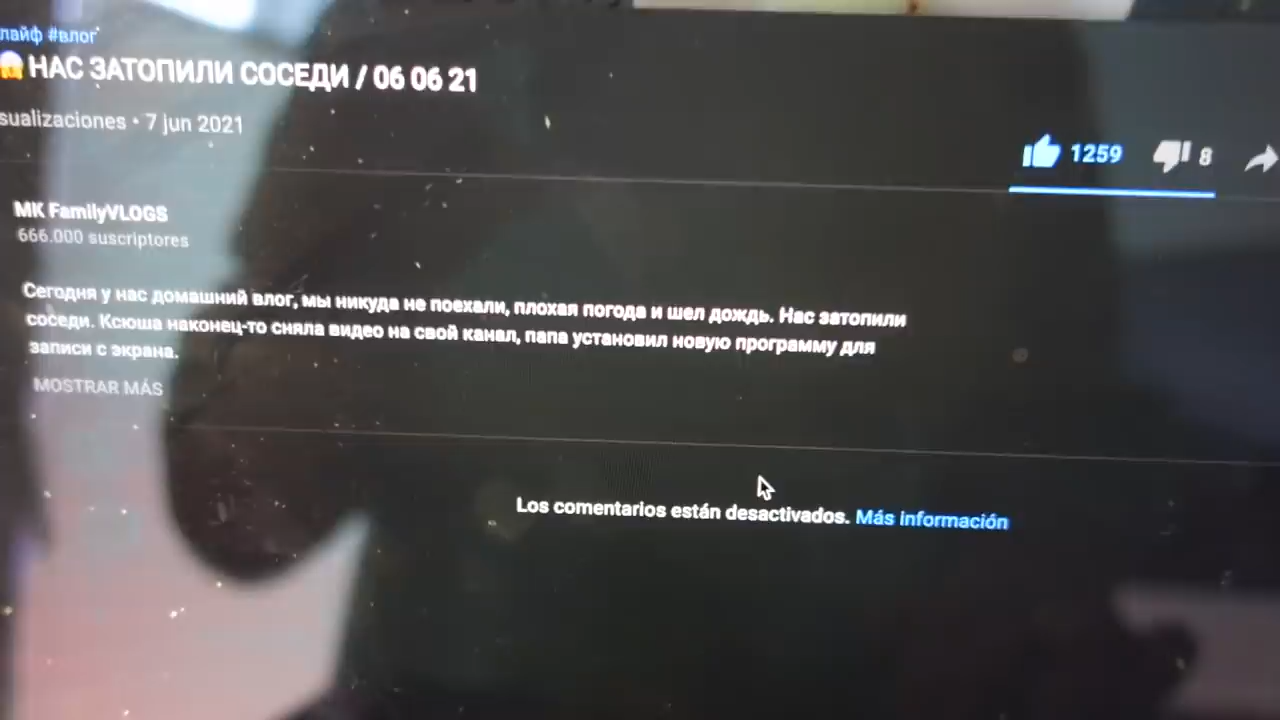 лайф #влог
НАС ЗАТОПИЛИ СОСЕДИ / 06 06 21
sualizaciones • 7 jun 2021
1259 8
MK FamilyVLOGS
666.000 suscriptores
Сегодня у нас домашний влог, мы никуда не поехали, плохая погода и шел дождь. Нас затопили
соседи. Ксюша наконец-то сняла видео на свой канал, папа установил новую программу для
записи с экрана.
MOSTRAR MÁS
Los comentarios están desactivados. Más información